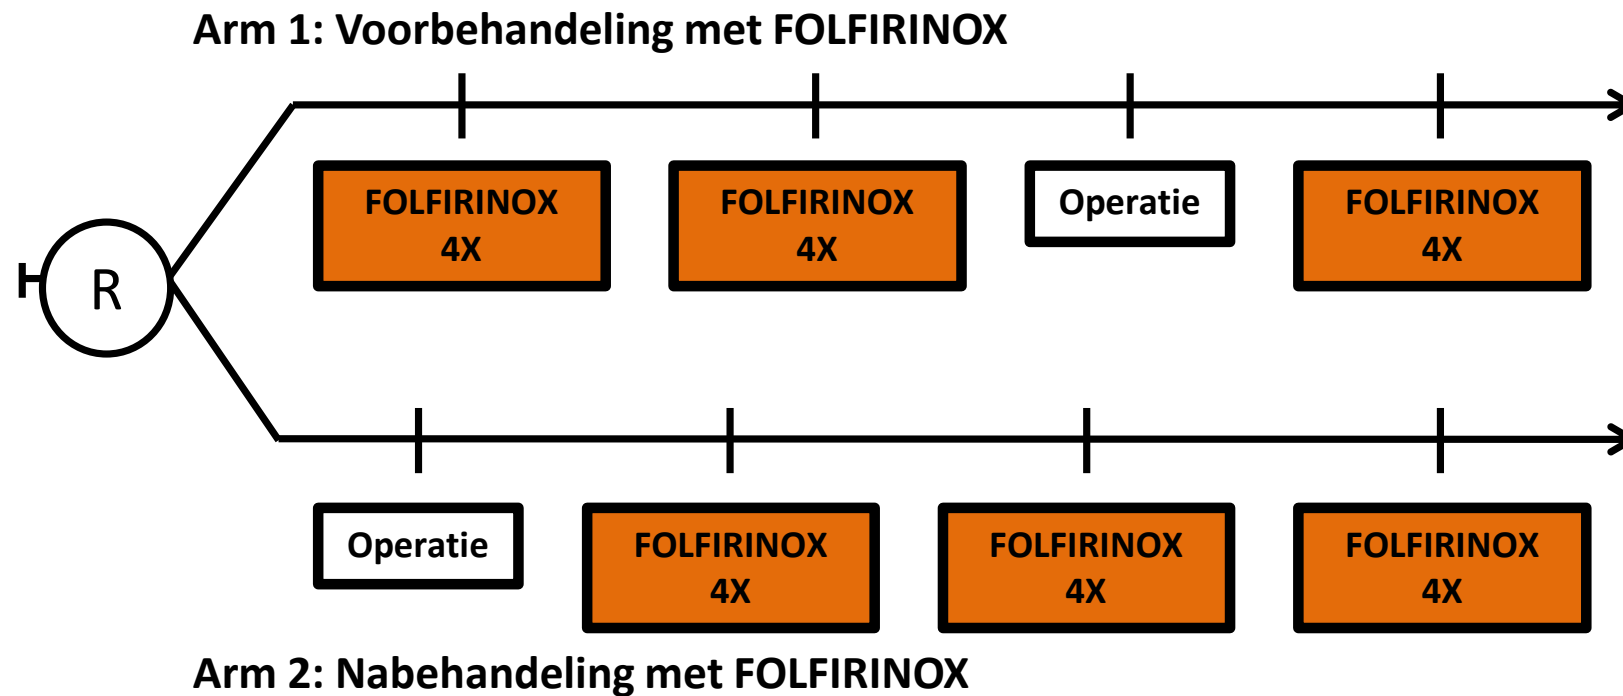 Arm 1: Voorbehandeling met FOLFIRINOX
FOLFIRINOX
4X
FOLFIRINOX
4X
Operatie
FOLFIRINOX
4X
R
Operatie
FOLFIRINOX
4X
FOLFIRINOX
4X
FOLFIRINOX
4X
Arm 2: Nabehandeling met FOLFIRINOX